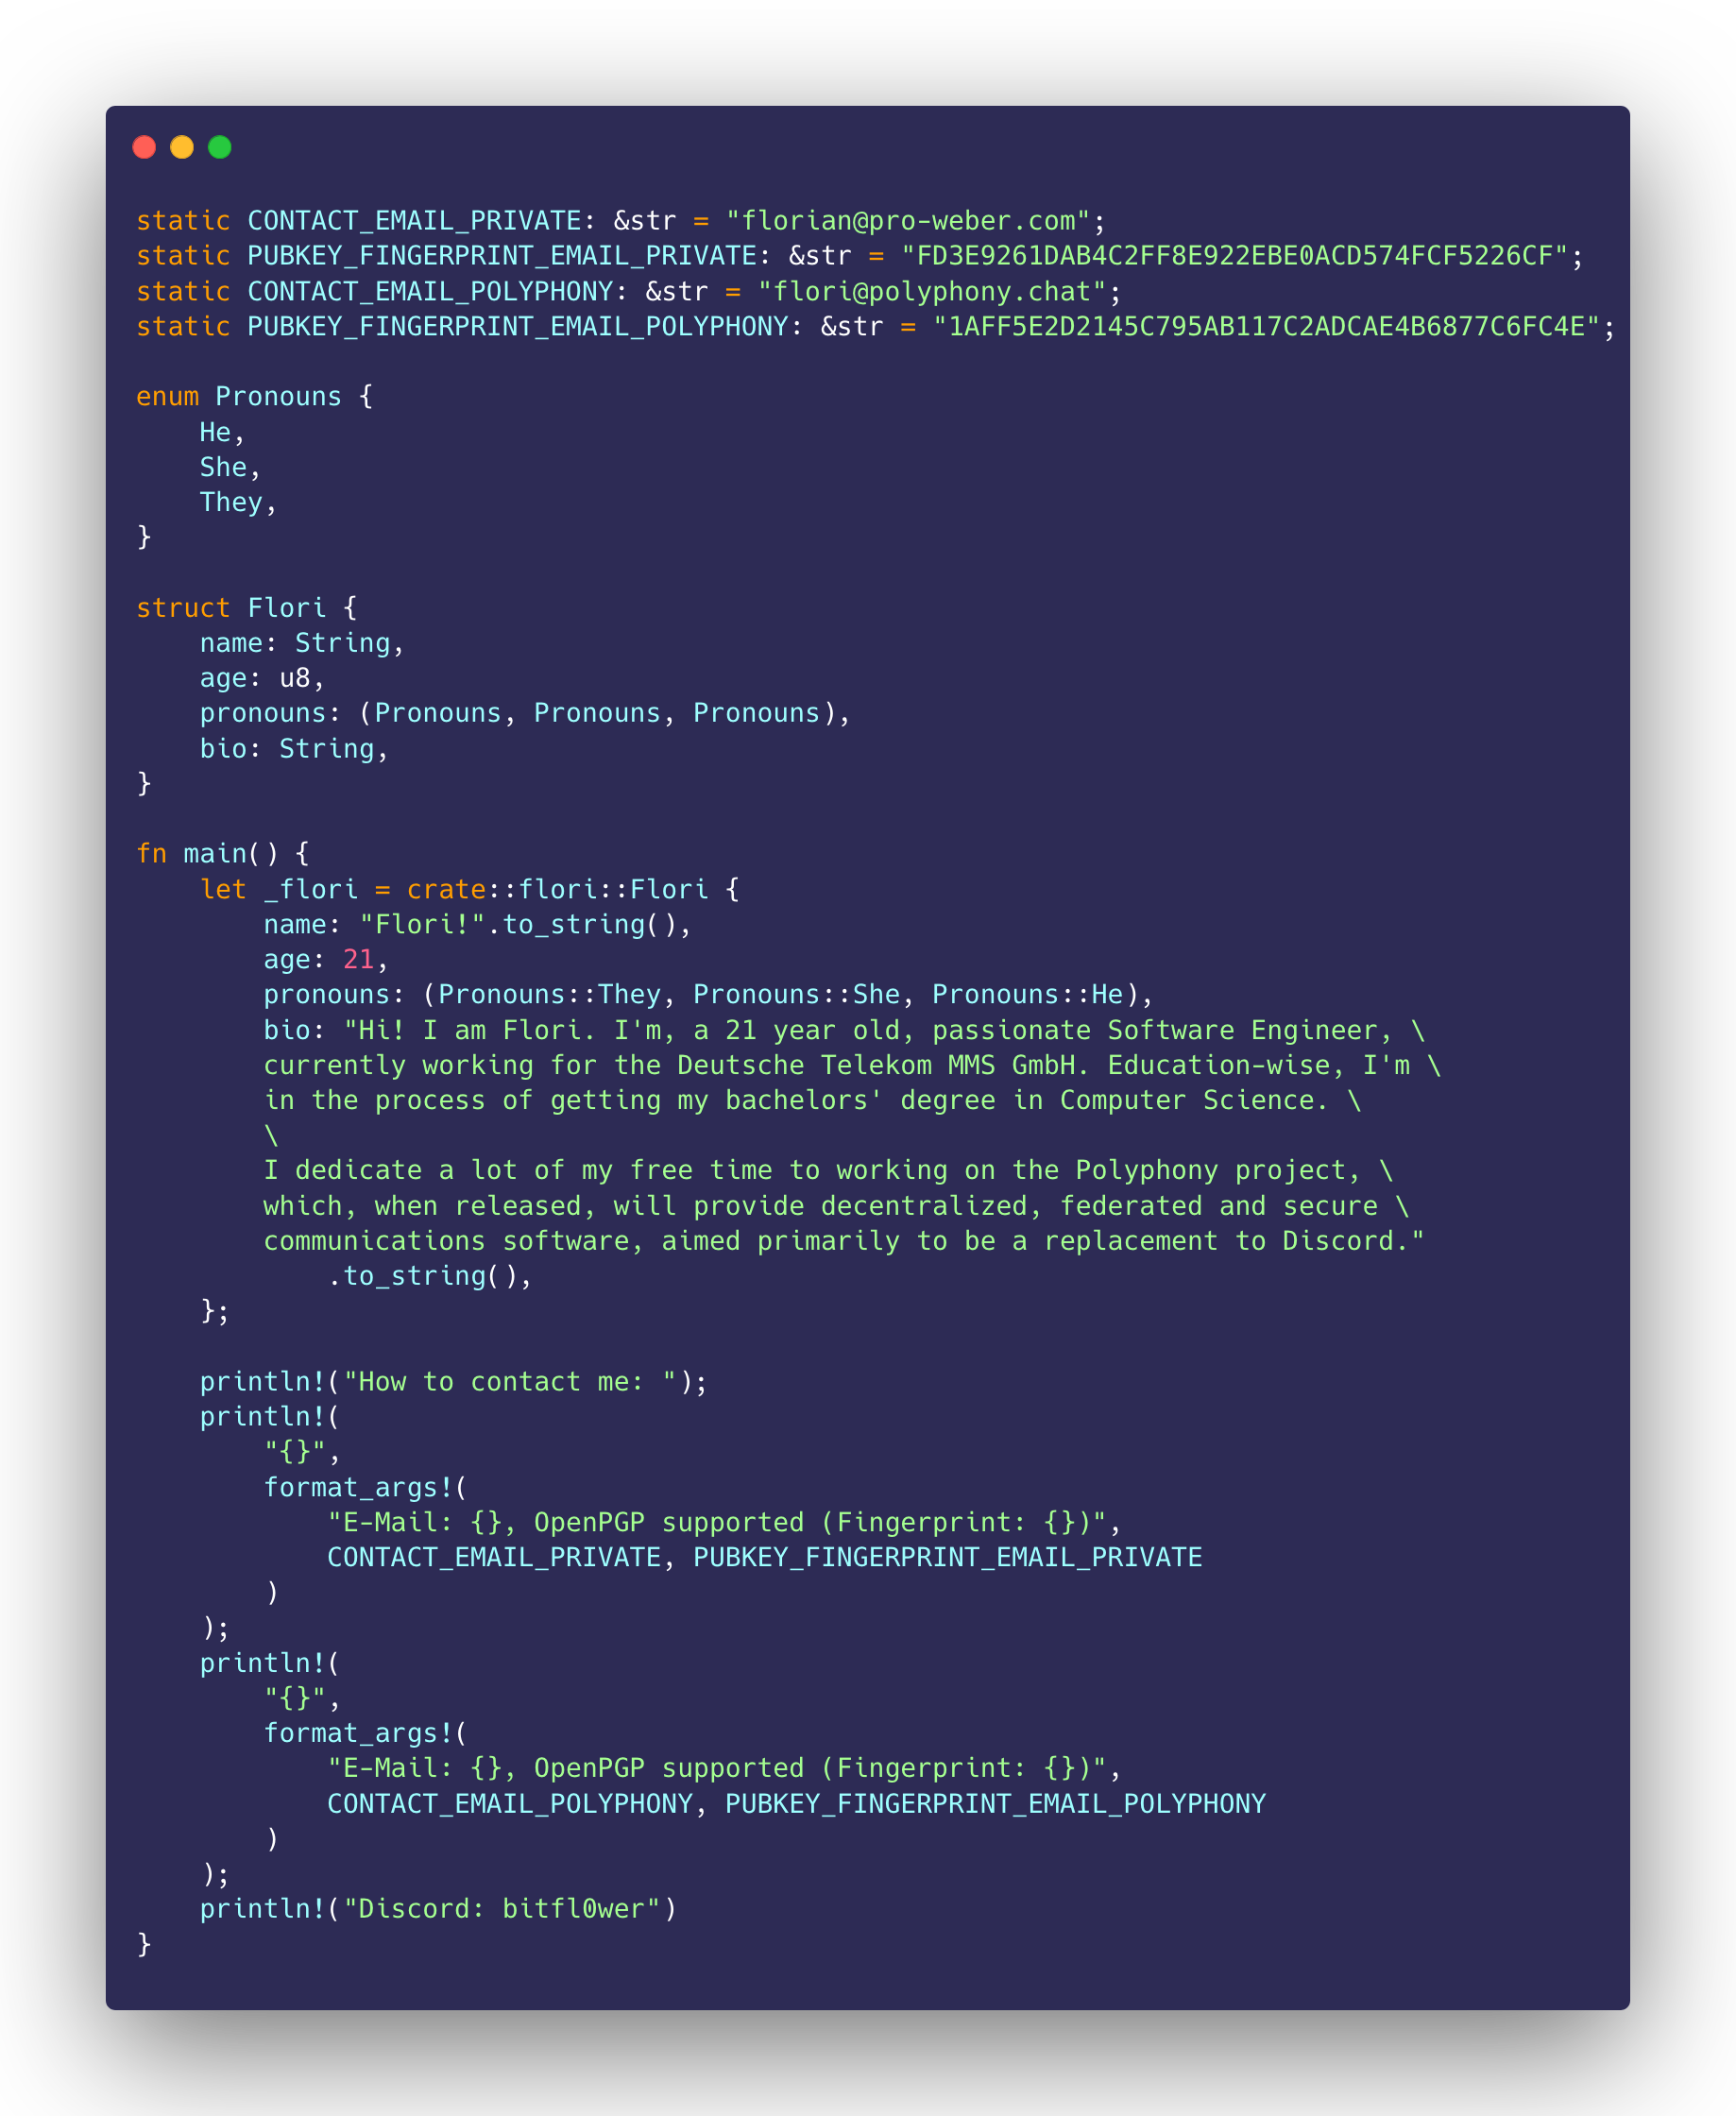 static CONTACT_EMAIL_PRIVATE: &str = "florian@pro-weber.com";
static PUBKEY_FINGERPRINT_EMAIL_PRIVATE: &str = "FD3E9261DAB4C2FF8E922EBE0ACD574FCF5226CF";
static CONTACT_EMAIL_POLYPHONY: &str = "flori@polyphony.chat";
static PUBKEY_FINGERPRINT_EMAIL_POLYPHONY: &str = "1AFF5E2D2145C795AB117C2ADCAE4B6877C6FC4E";

enum Pronouns {
    He,
    She,
    They,
}

struct Flori {
    name: String,
    age: u8,
    pronouns: (Pronouns, Pronouns, Pronouns),
    bio: String,
}

fn main() {
    let _flori = crate::flori::Flori {
        name: "Flori!".to_string(),
        age: 21,
        pronouns: (Pronouns::They, Pronouns::She, Pronouns::He),
        bio: "Hi! I am Flori. I'm, a 21 year old, passionate Software Engineer, \
        currently working for the Deutsche Telekom MMS GmbH. Education-wise, I'm \
        in the process of getting my bachelors' degree in Computer Science. \
        \
        I dedicate a lot of my free time to working on the Polyphony project, \
        which, when released, will provide decentralized, federated and secure \
        communications software, aimed primarily to be a replacement to Discord."
            .to_string(),
    };

    println!("How to contact me: ");
    println!(
        "{}",
        format_args!(
            "E-Mail: {}, OpenPGP supported (Fingerprint: {})",
            CONTACT_EMAIL_PRIVATE, PUBKEY_FINGERPRINT_EMAIL_PRIVATE
        )
    );
    println!(
        "{}",
        format_args!(
            "E-Mail: {}, OpenPGP supported (Fingerprint: {})",
            CONTACT_EMAIL_POLYPHONY, PUBKEY_FINGERPRINT_EMAIL_POLYPHONY
        )
    );
    println!("Discord: bitfl0wer")
}